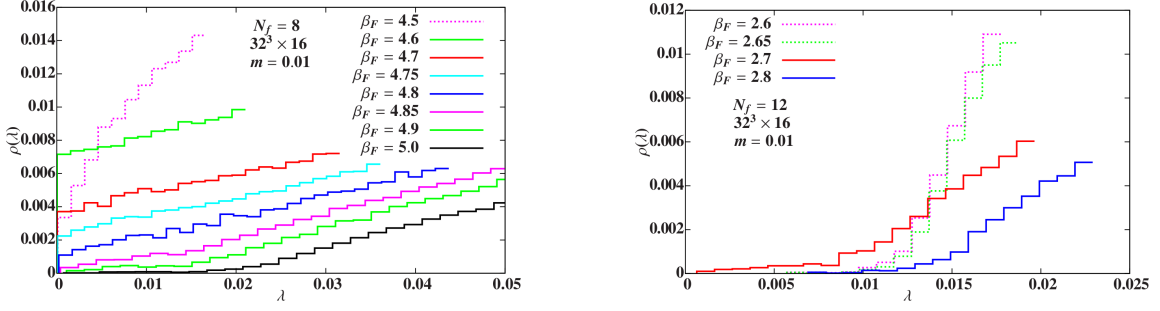 0.016
0.014
0.012
0.01
0.008
0.006
0.004
0.002
0
ρ(λ)
0 0.01 0.02 0.03 0.04 0.05
λ
N_f = 8
32³ × 16
m = 0.01
β_F = 4.5
β_F = 4.6
β_F = 4.7
β_F = 4.75
β_F = 4.8
β_F = 4.85
β_F = 4.9
β_F = 5.0
0.012
0.010
0.008
0.006
0.004
0.002
0.000
ρ(λ)
0 0.005 0.01 0.015 0.02 0.025
λ
β_F = 2.6
β_F = 2.65
β_F = 2.7
β_F = 2.8
N_f = 12
32³ × 16
m = 0.01